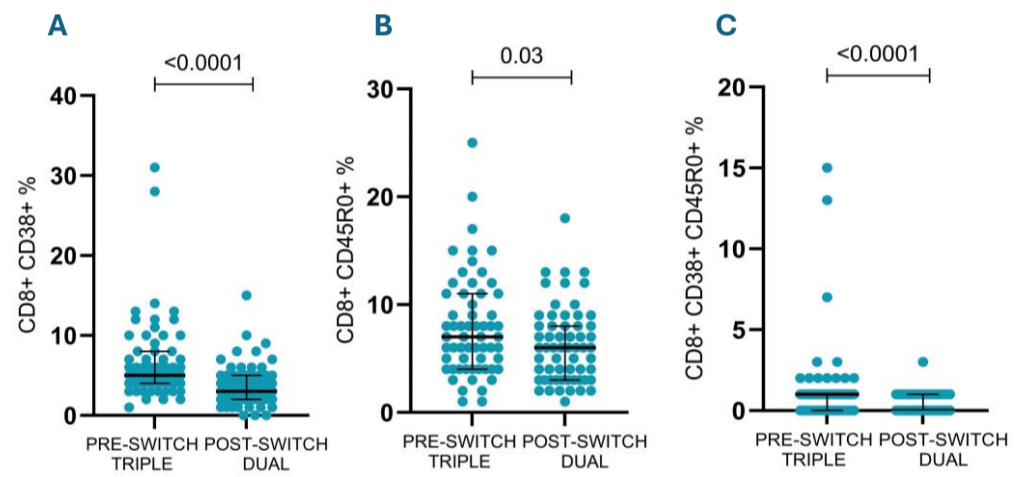 A
B
C
<0.0001
0.03
<0.0001
CD8+ CD38+ %
40
30
20
10
0
PRE-SWITCH
TRIPLE
POST-SWITCH
DUAL
CD8+ CD45R0+ %
30
20
10
0
PRE-SWITCH
TRIPLE
POST-SWITCH
DUAL
CD8+ CD38+ CD45R0+ %
20
15
10
5
0
PRE-SWITCH
TRIPLE
POST-SWITCH
DUAL